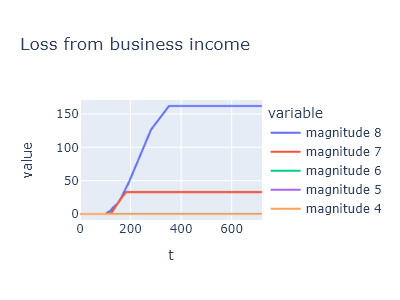 Loss from business income
value
150
100
50
0
0
200
400
600
t
variable
magnitude 8
magnitude 7
magnitude 6
magnitude 5
magnitude 4